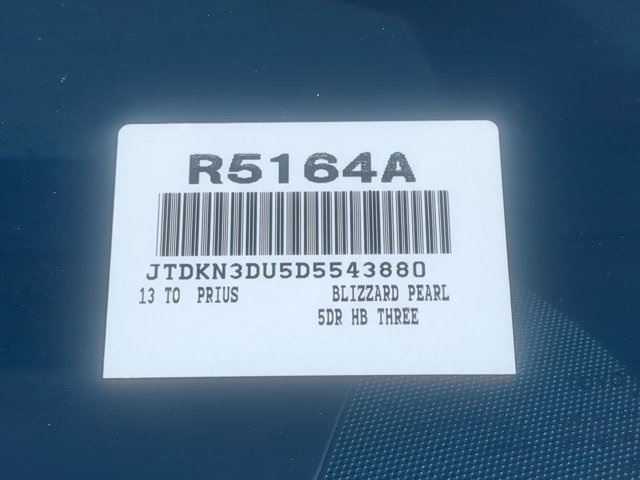 R5164A
JTDKN3DU5D5543880
13 TO PRIUS BLIZZARD PEARL
5DR HB THREE